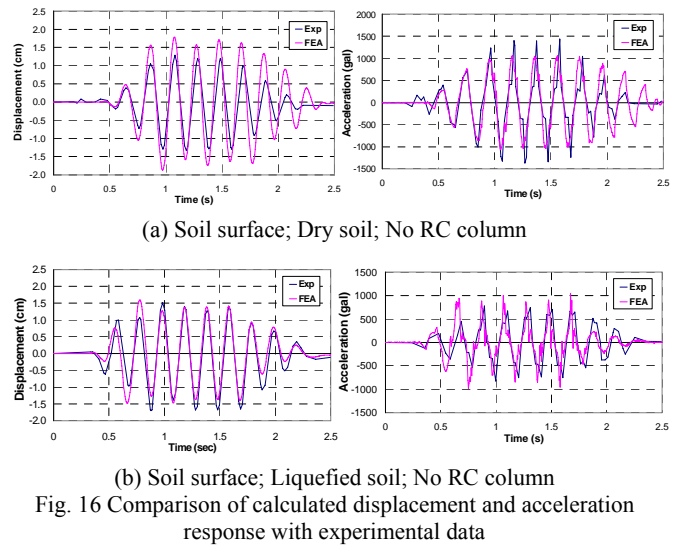 Displacement (cm)
2.5
2.0
1.5
1.0
0.5
0.0
-0.5
-1.0
-1.5
-2.0
0
0.5
1
1.5
2
2.5
Time (s)
Exp
FEA
Acceleration (gal)
2000
1500
1000
500
0
-500
-1000
-1500
0
0.5
1
1.5
2
2.5
Time (s)
Exp
FEA
(a) Soil surface; Dry soil; No RC column
Displacement (cm)
2.5
2.0
1.5
1.0
0.5
0.0
-0.5
-1.0
-1.5
-2.0
0
0.5
1
1.5
2
2.5
Time (sec)
Exp
FEA
Acceleration (gal)
1500
1000
500
0
-500
-1000
-1500
0
0.5
1
1.5
2
2.5
Time (s)
Exp
FEA
(b) Soil surface; Liquefied soil; No RC column
Fig. 16 Comparison of calculated displacement and acceleration
response with experimental data